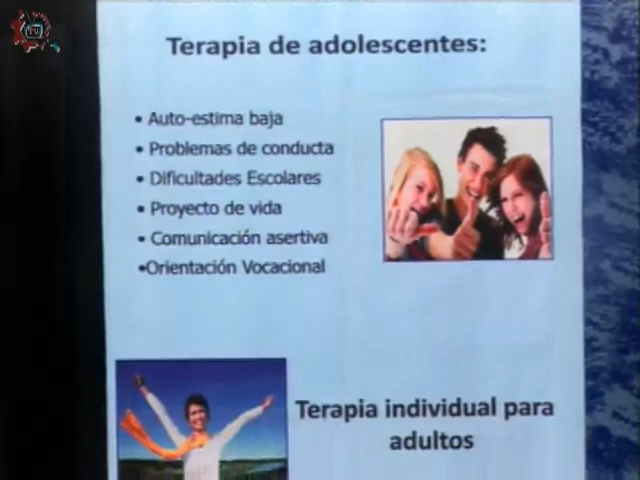 TV
Terapia de adolescentes:
• Auto-estima baja
• Problemas de conducta
• Dificultades Escolares
• Proyecto de vida
• Comunicación asertiva
•Orientación Vocacional
Terapia individual para
adultos